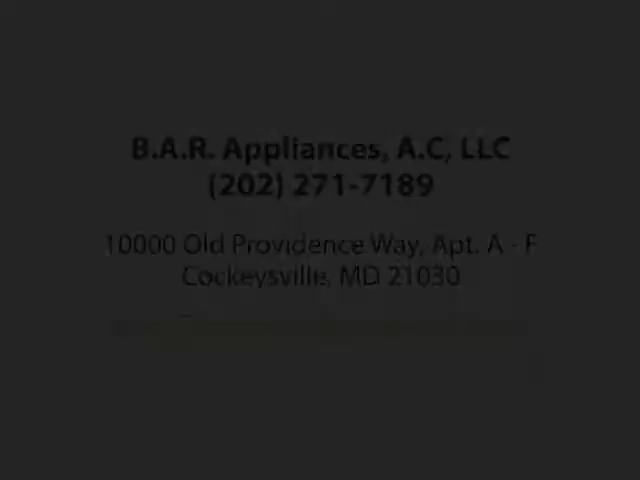 B.A.R. Appliances, A.C, LLC
(202) 271-7189
10000 Old Providence Way, Apt. A - F
Cockeysville, MD 21030